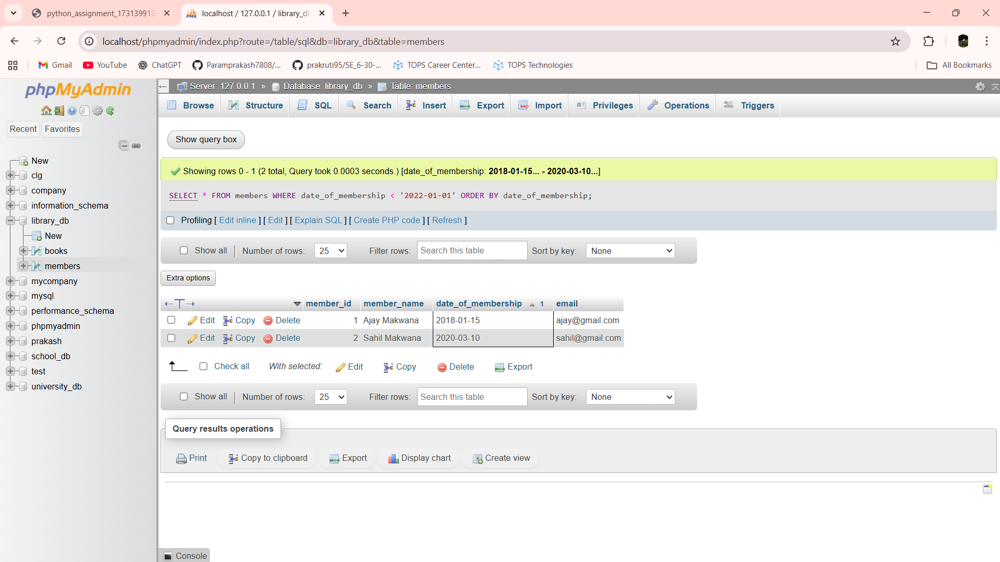 python_assignment_173139913
localhost / 127.0.0.1 / library_db
localhost/phpmyadmin/index.php?route=/table/sql&db=library_db&table=members
Gmail YouTube ChatGPT Paramprakash7808/... prakruti95/SE_6-30-... TOPS Career Center... TOPS Technologies All Bookmarks
phpMyAdmin
Recent Favorites
New
clg
company
information_schema
library_db
New
books
members
mycompany
mysql
performance_schema
phpmyadmin
prakash
school_db
test
university_db
Server: 127.0.0.1 » Database: library_db » Table: members
Browse Structure SQL Search Insert Export Import Privileges Operations Triggers
Show query box
Showing rows 0 - 1 (2 total, Query took 0.0003 seconds.) [date_of_membership: 2018-01-15... - 2020-03-10...]
SELECT * FROM members WHERE date_of_membership < '2022-01-01' ORDER BY date_of_membership;
Profiling [ Edit inline ] [ Edit ] [ Explain SQL ] [ Create PHP code ] [ Refresh ]
Show all Number of rows: 25 Filter rows: Search this table Sort by key: None
Extra options
member_id member_name date_of_membership 1 email
Edit Copy Delete 1 Ajay Makwana 2018-01-15 ajay@gmail.com
Edit Copy Delete 2 Sahil Makwana 2020-03-10 sahil@gmail.com
Check all With selected: Edit Copy Delete Export
Show all Number of rows: 25 Filter rows: Search this table Sort by key: None
Query results operations
Print Copy to clipboard Export Display chart Create view
Console